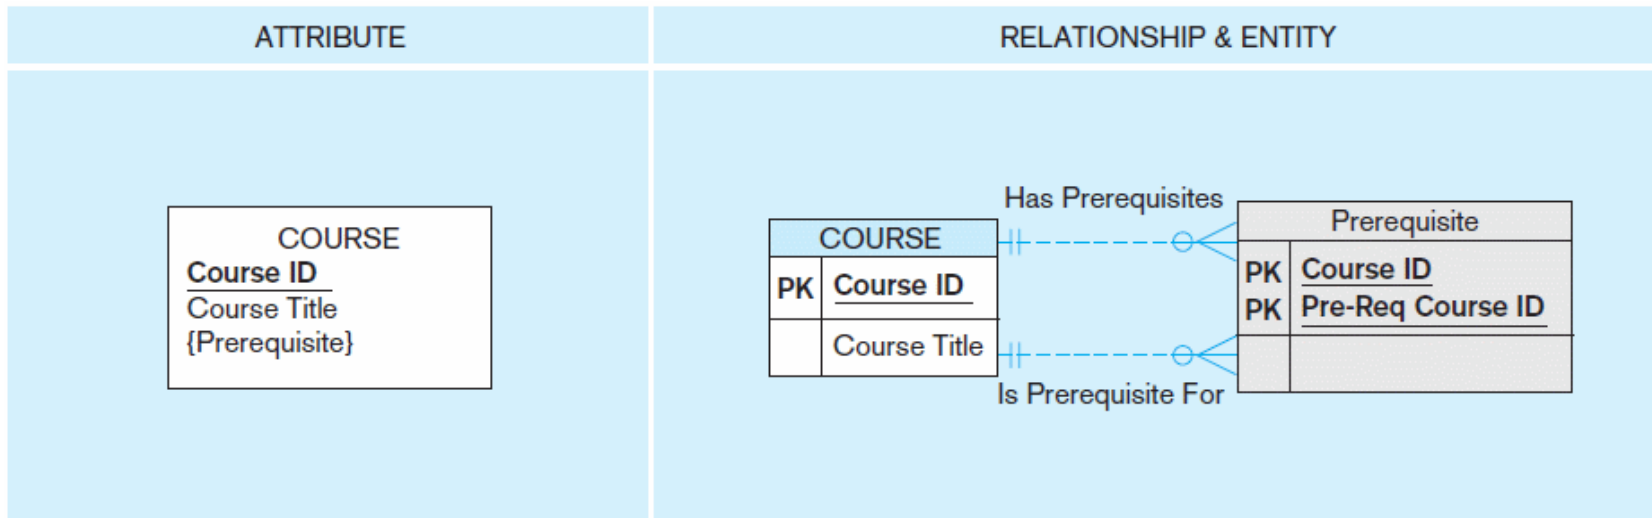 ATTRIBUTE
RELATIONSHIP & ENTITY
COURSE
Course ID
Course Title
{Prerequisite}
Has Prerequisites
COURSE
PK Course ID
Course Title
Prerequisite
PK Course ID
PK Pre-Req Course ID
Is Prerequisite For